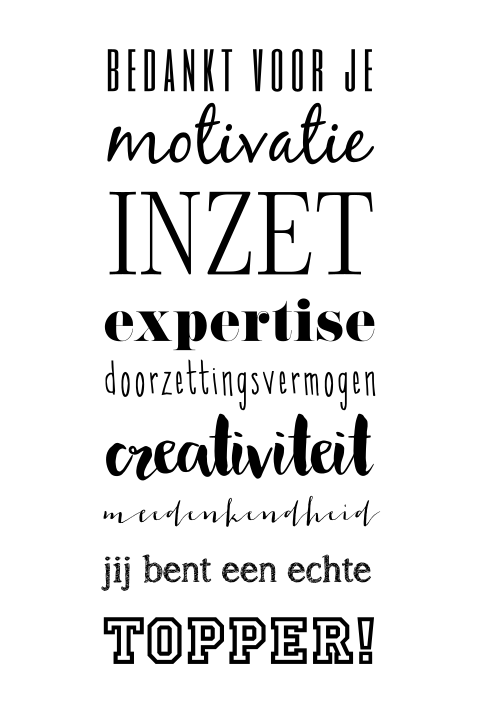 BEDANKT VOOR JE
motivatie
INZET
expertise
doorzettingsvermogen
creativiteit
meedenkendheid
jij bent een echte
TOPPER!